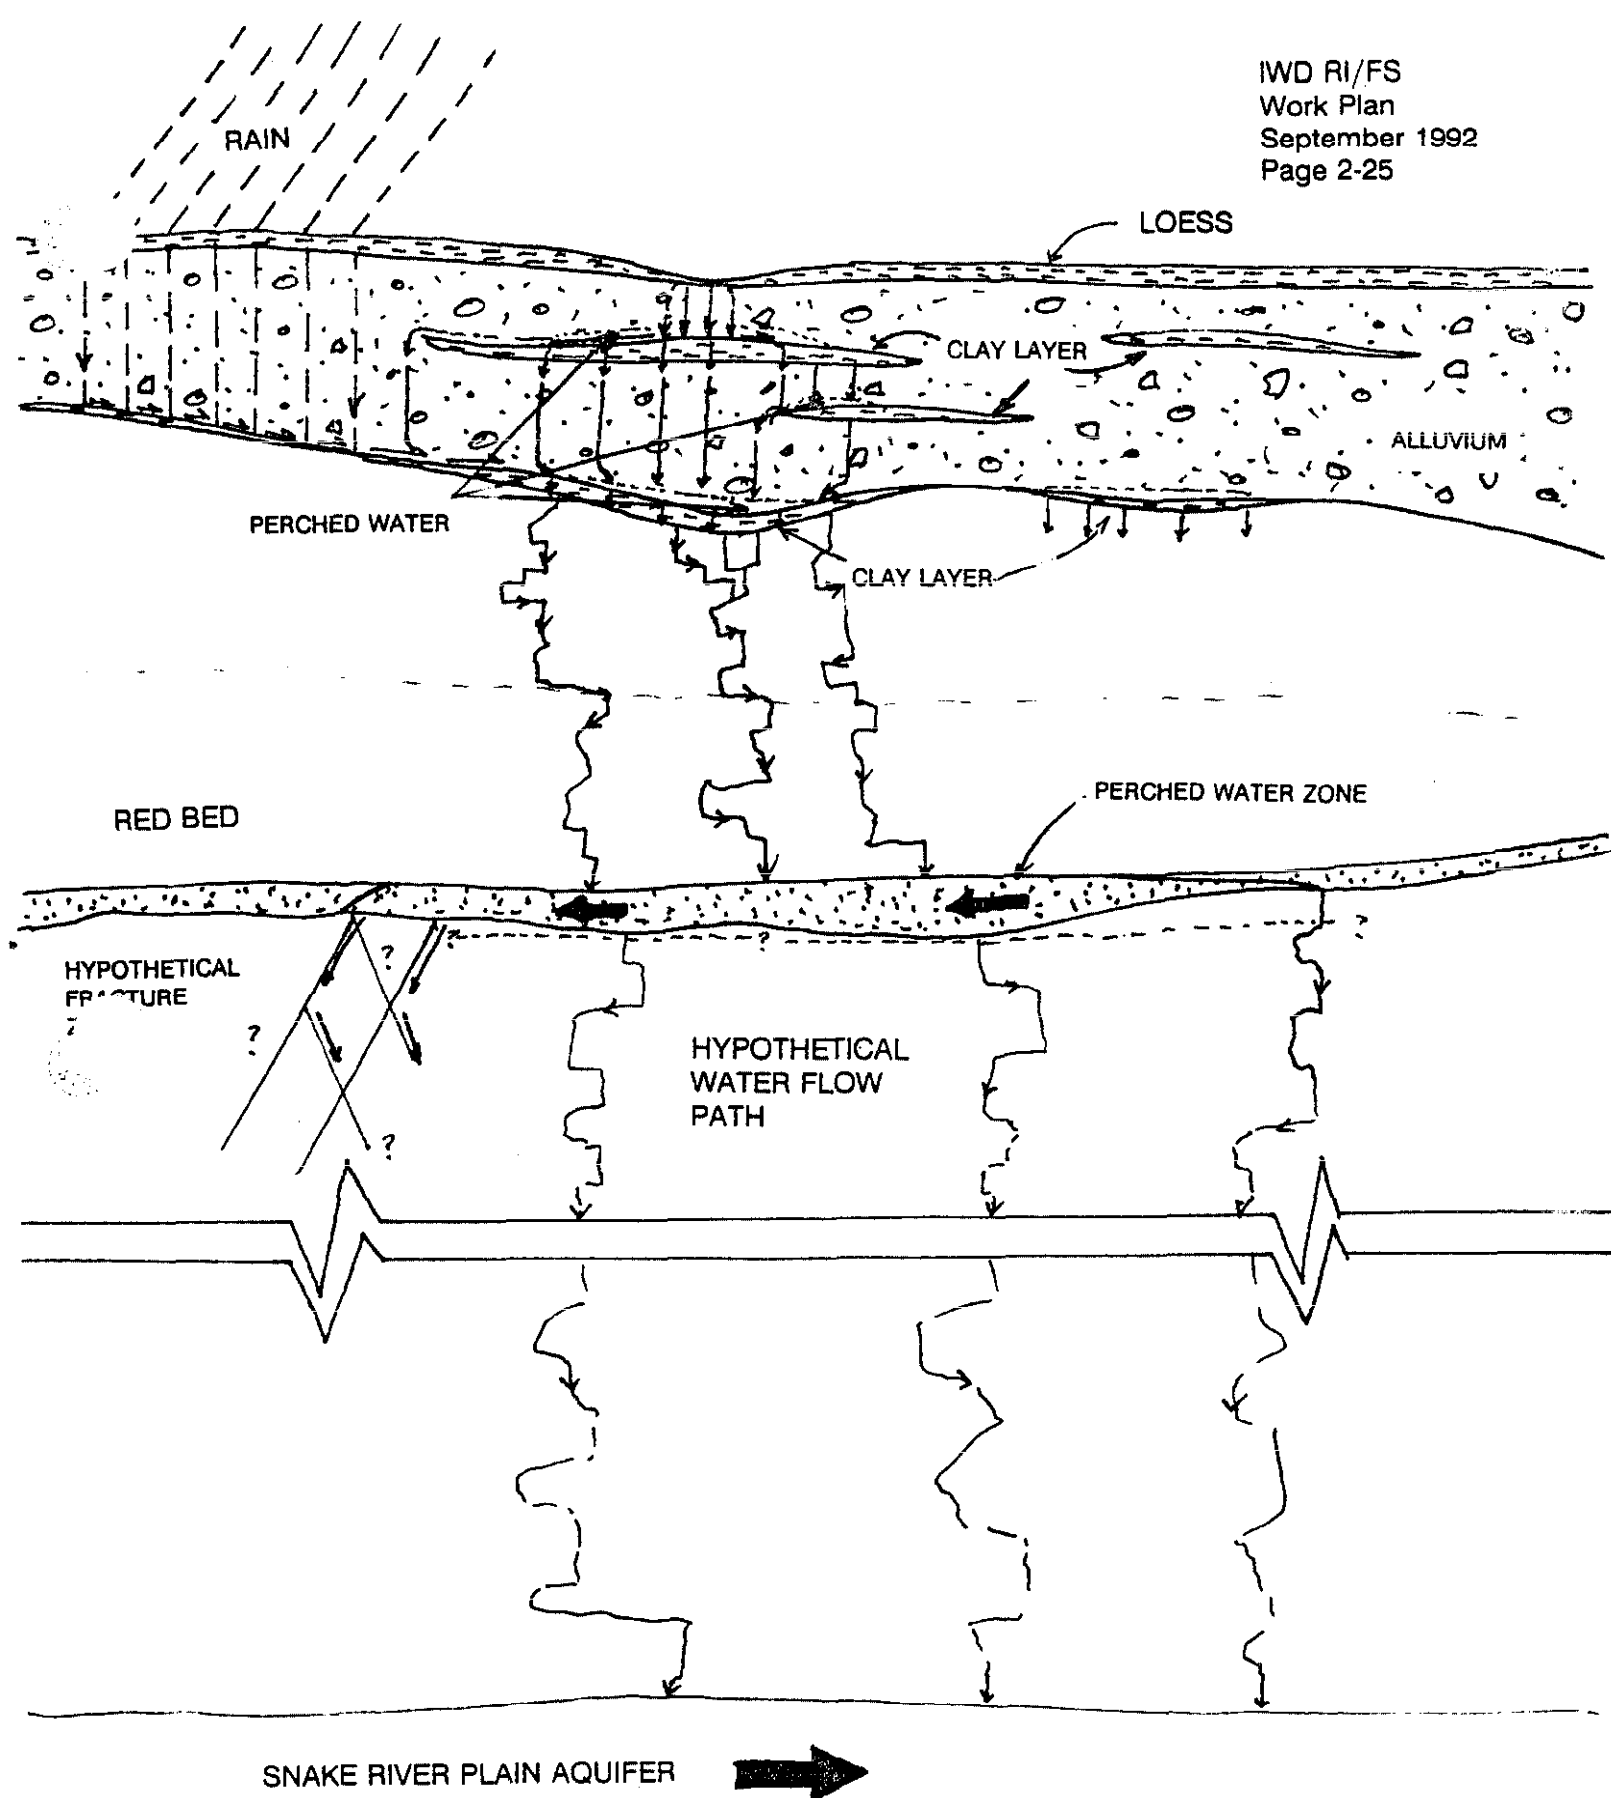 IWD RI/FS
Work Plan
September 1992
Page 2-25
RAIN
LOESS
CLAY LAYER
ALLUVIUM
PERCHED WATER
CLAY LAYER
PERCHED WATER ZONE
RED BED
?
?
?
?
HYPOTHETICAL
?
HYPOTHETICAL
WATER FLOW
PATH
?
SNAKE RIVER PLAIN AQUIFER